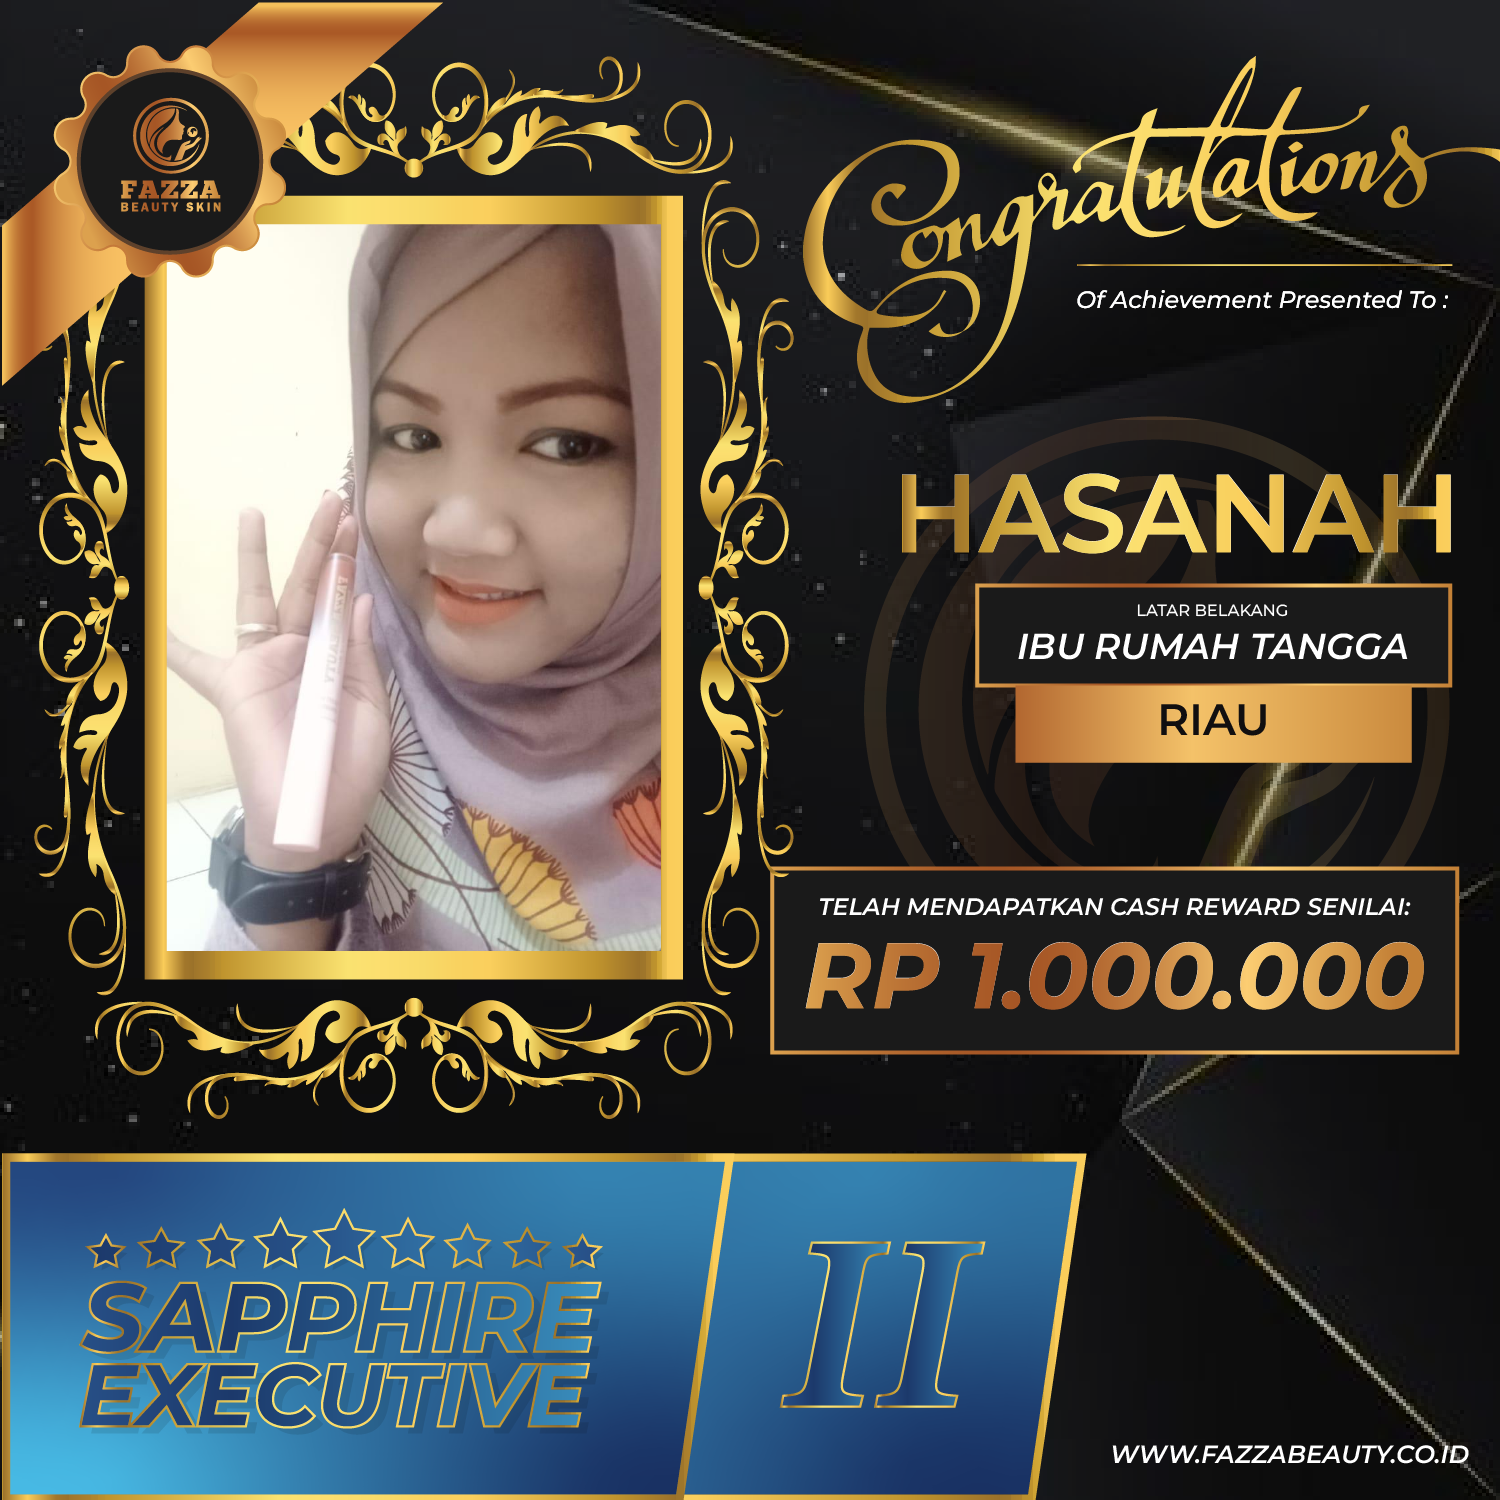 FAZZA
BEAUTY SKIN
Congratulations
Of Achievement Presented To :
HASANAH
LATAR BELAKANG
IBU RUMAH TANGGA
RIAU
FAZZA
TELAH MENDAPATKAN CASH REWARD SENILAI:
RP 1.000.000
SAPPHIRE
EXECUTIVE
II
WWW.FAZZABEAUTY.CO.ID